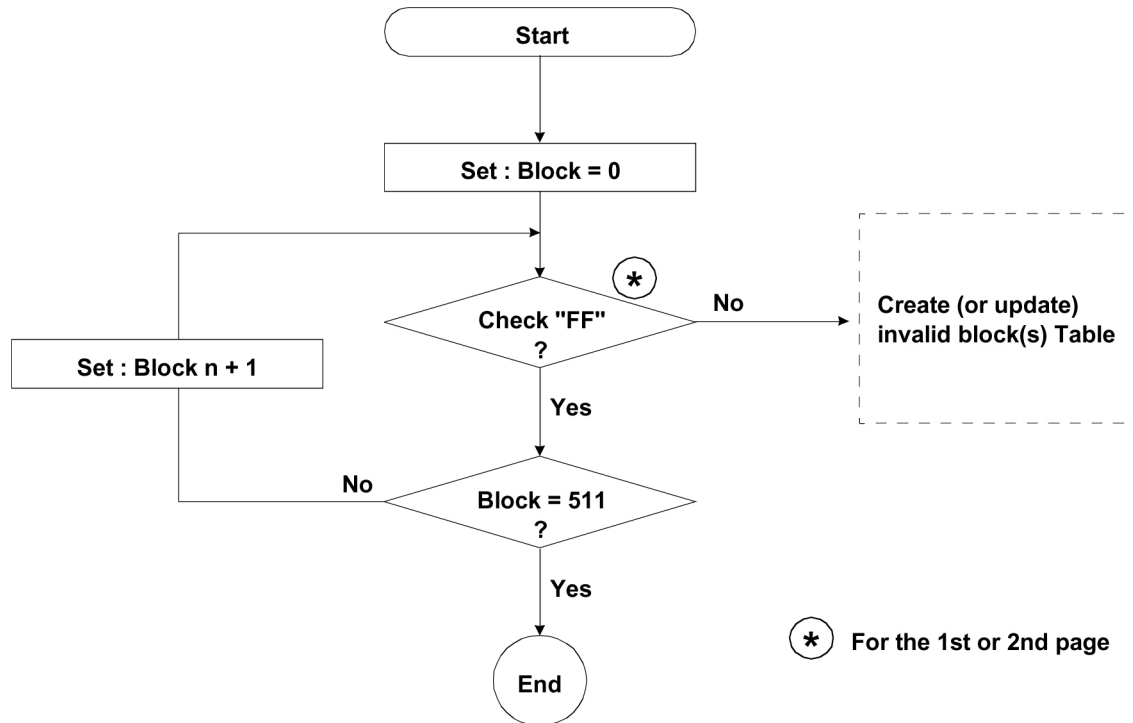 Start
Set : Block = 0
*
Check "FF"
?
No
Create (or update)
invalid block(s) Table
Set : Block n + 1
Yes
No
Block = 511
?
Yes
* For the 1st or 2nd page
End